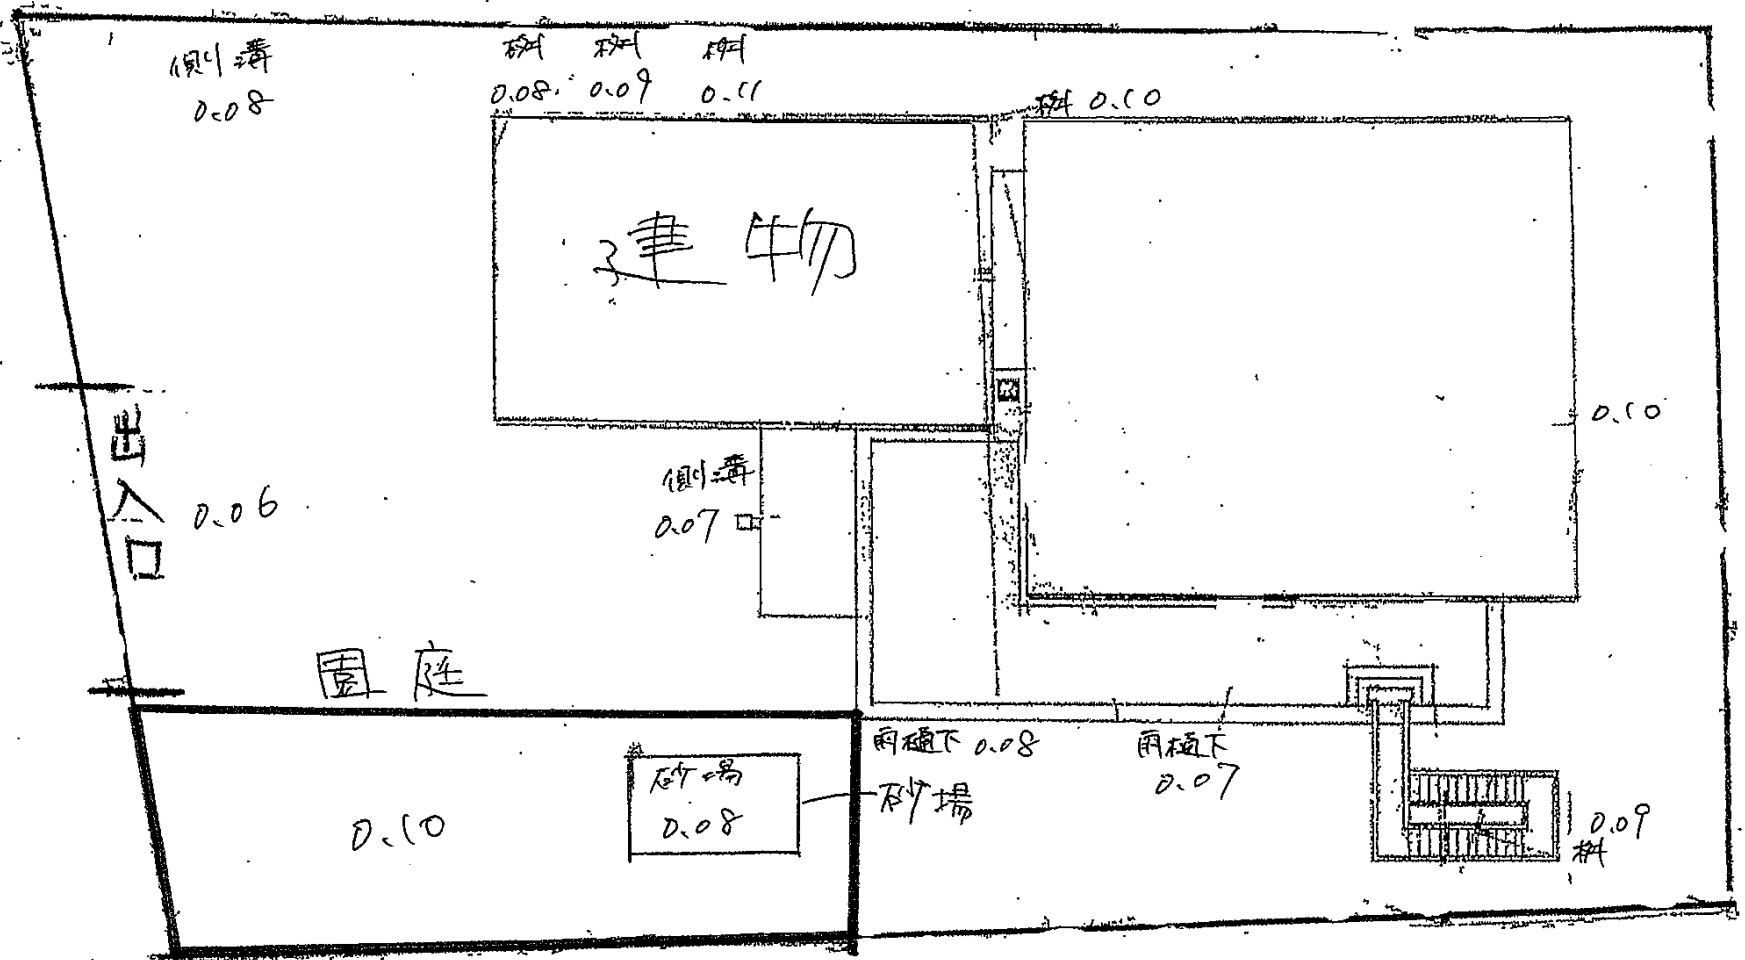 側溝
0.08
桝 桝 桝
0.08 0.09 0.11
桝 0.10
建物
0.10
出入口
0.06
側溝
0.07
園庭
雨樋下 0.08
雨樋下
0.07
砂場
0.08
砂場
0.10
0.09
桝